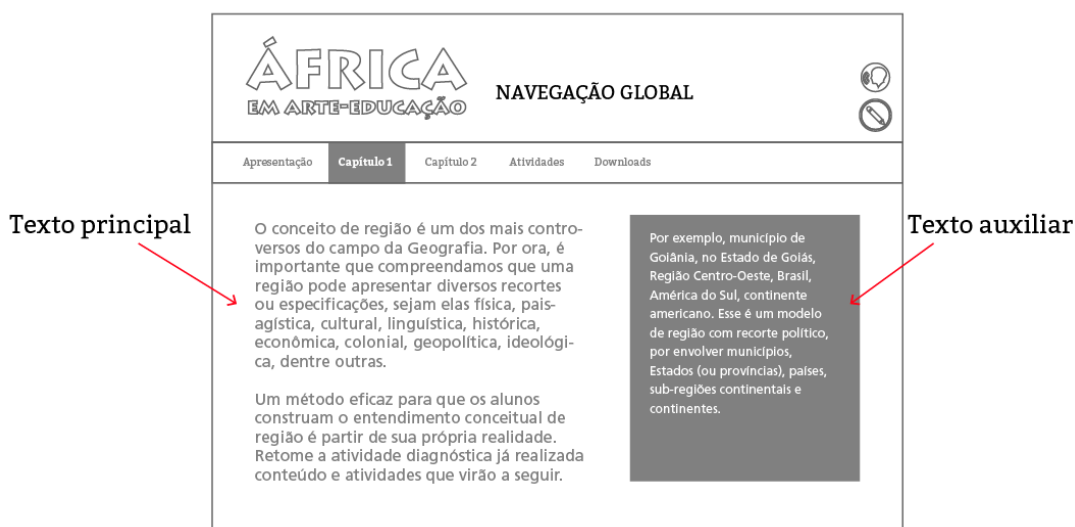 ÁFRICA
EM ARTE-EDUCAÇÃO
NAVEGAÇÃO GLOBAL
Apresentação Capítulo 1 Capítulo 2 Atividades Downloads
Texto principal
O conceito de região é um dos mais contro-
versos do campo da Geografia. Por ora, é
importante que compreendamos que uma
região pode apresentar diversos recortes
ou especificações, sejam elas física, pais-
agística, cultural, linguística, histórica,
econômica, colonial, geopolítica, ideológi-
ca, dentre outras.
Um método eficaz para que os alunos
construam o entendimento conceitual de
região é partir de sua própria realidade.
Retome a atividade diagnóstica já realizada
conteúdo e atividades que virão a seguir.
Texto auxiliar
Por exemplo, município de
Goiânia, no Estado de Goiás,
Região Centro-Oeste, Brasil,
América do Sul, continente
americano. Esse é um modelo
de região com recorte político,
por envolver municípios,
Estados (ou províncias), países,
sub-regiões continentais e
continentes.